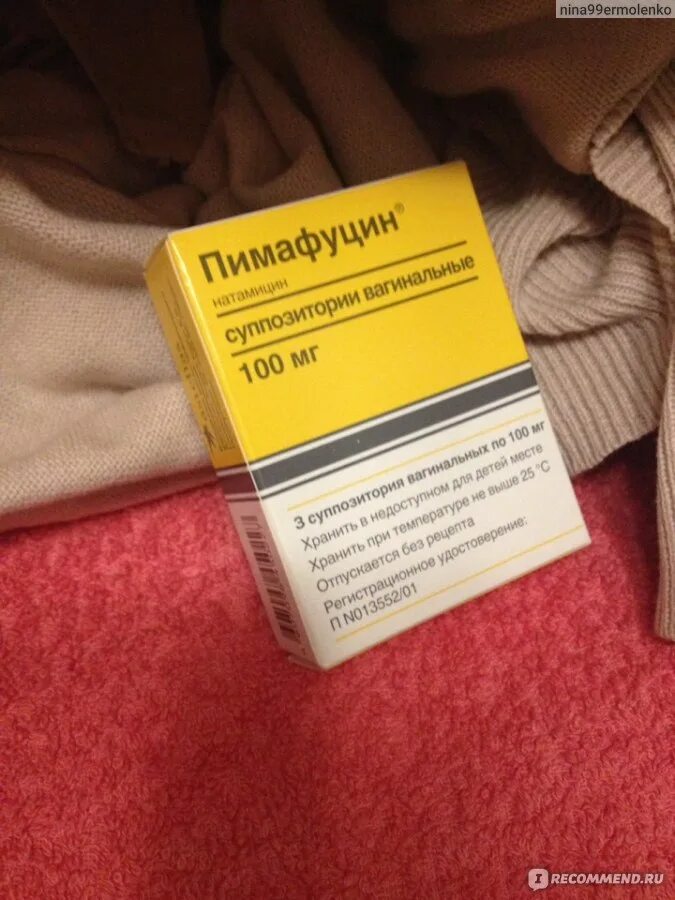 nina99ermolenko
Пимафуцин®
натамицин
суппозитории вагинальные
100 мг
3 суппозитория вагинальных по 100 мг
Хранить в недоступном для детей месте
Хранить при температуре не выше 25 °C
Отпускается без рецепта
Регистрационное удостоверение:
П N013552/01
IRECOMMEND.RU